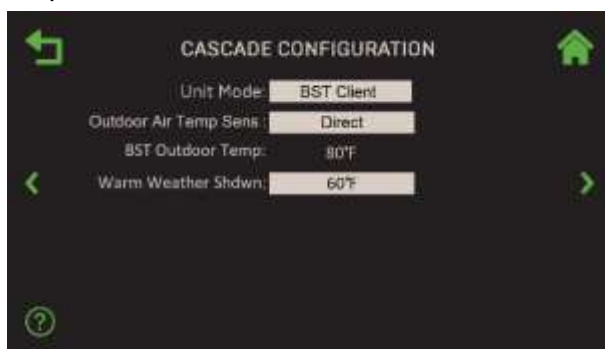 CASCADE CONFIGURATION
Unit Mode: BST Client
Outdoor Air Temp Sens : Direct
BST Outdoor Temp: 80°F
Warm Weather Shdwn: 60°F
?